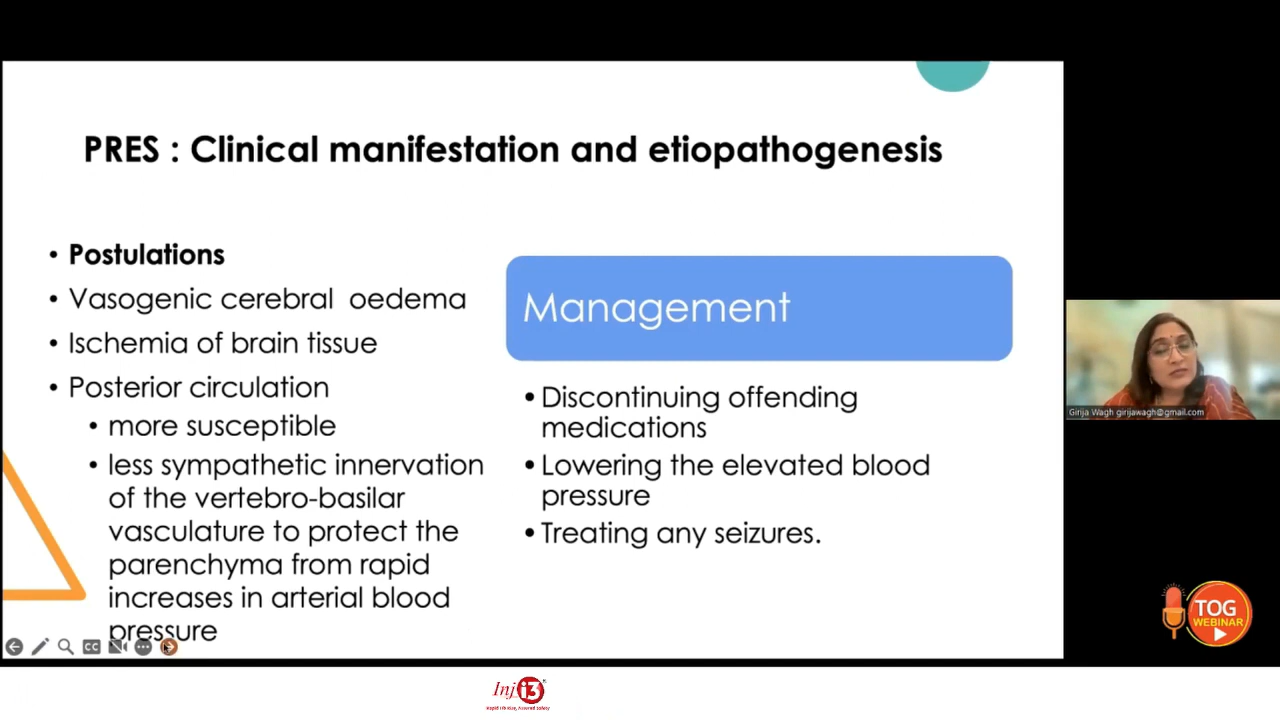 PRES : Clinical manifestation and etiopathogenesis
• Postulations
• Vasogenic cerebral oedema
• Ischemia of brain tissue
• Posterior circulation
• more susceptible
• less sympathetic innervation
of the vertebro-basilar
vasculature to protect the
parenchyma from rapid
increases in arterial blood
pressure
Management
• Discontinuing offending
medications
• Lowering the elevated blood
pressure
• Treating any seizures.
CC
Girija Wagh girijawagh@gmail.com
TOG
WEBINAR
Inj i3